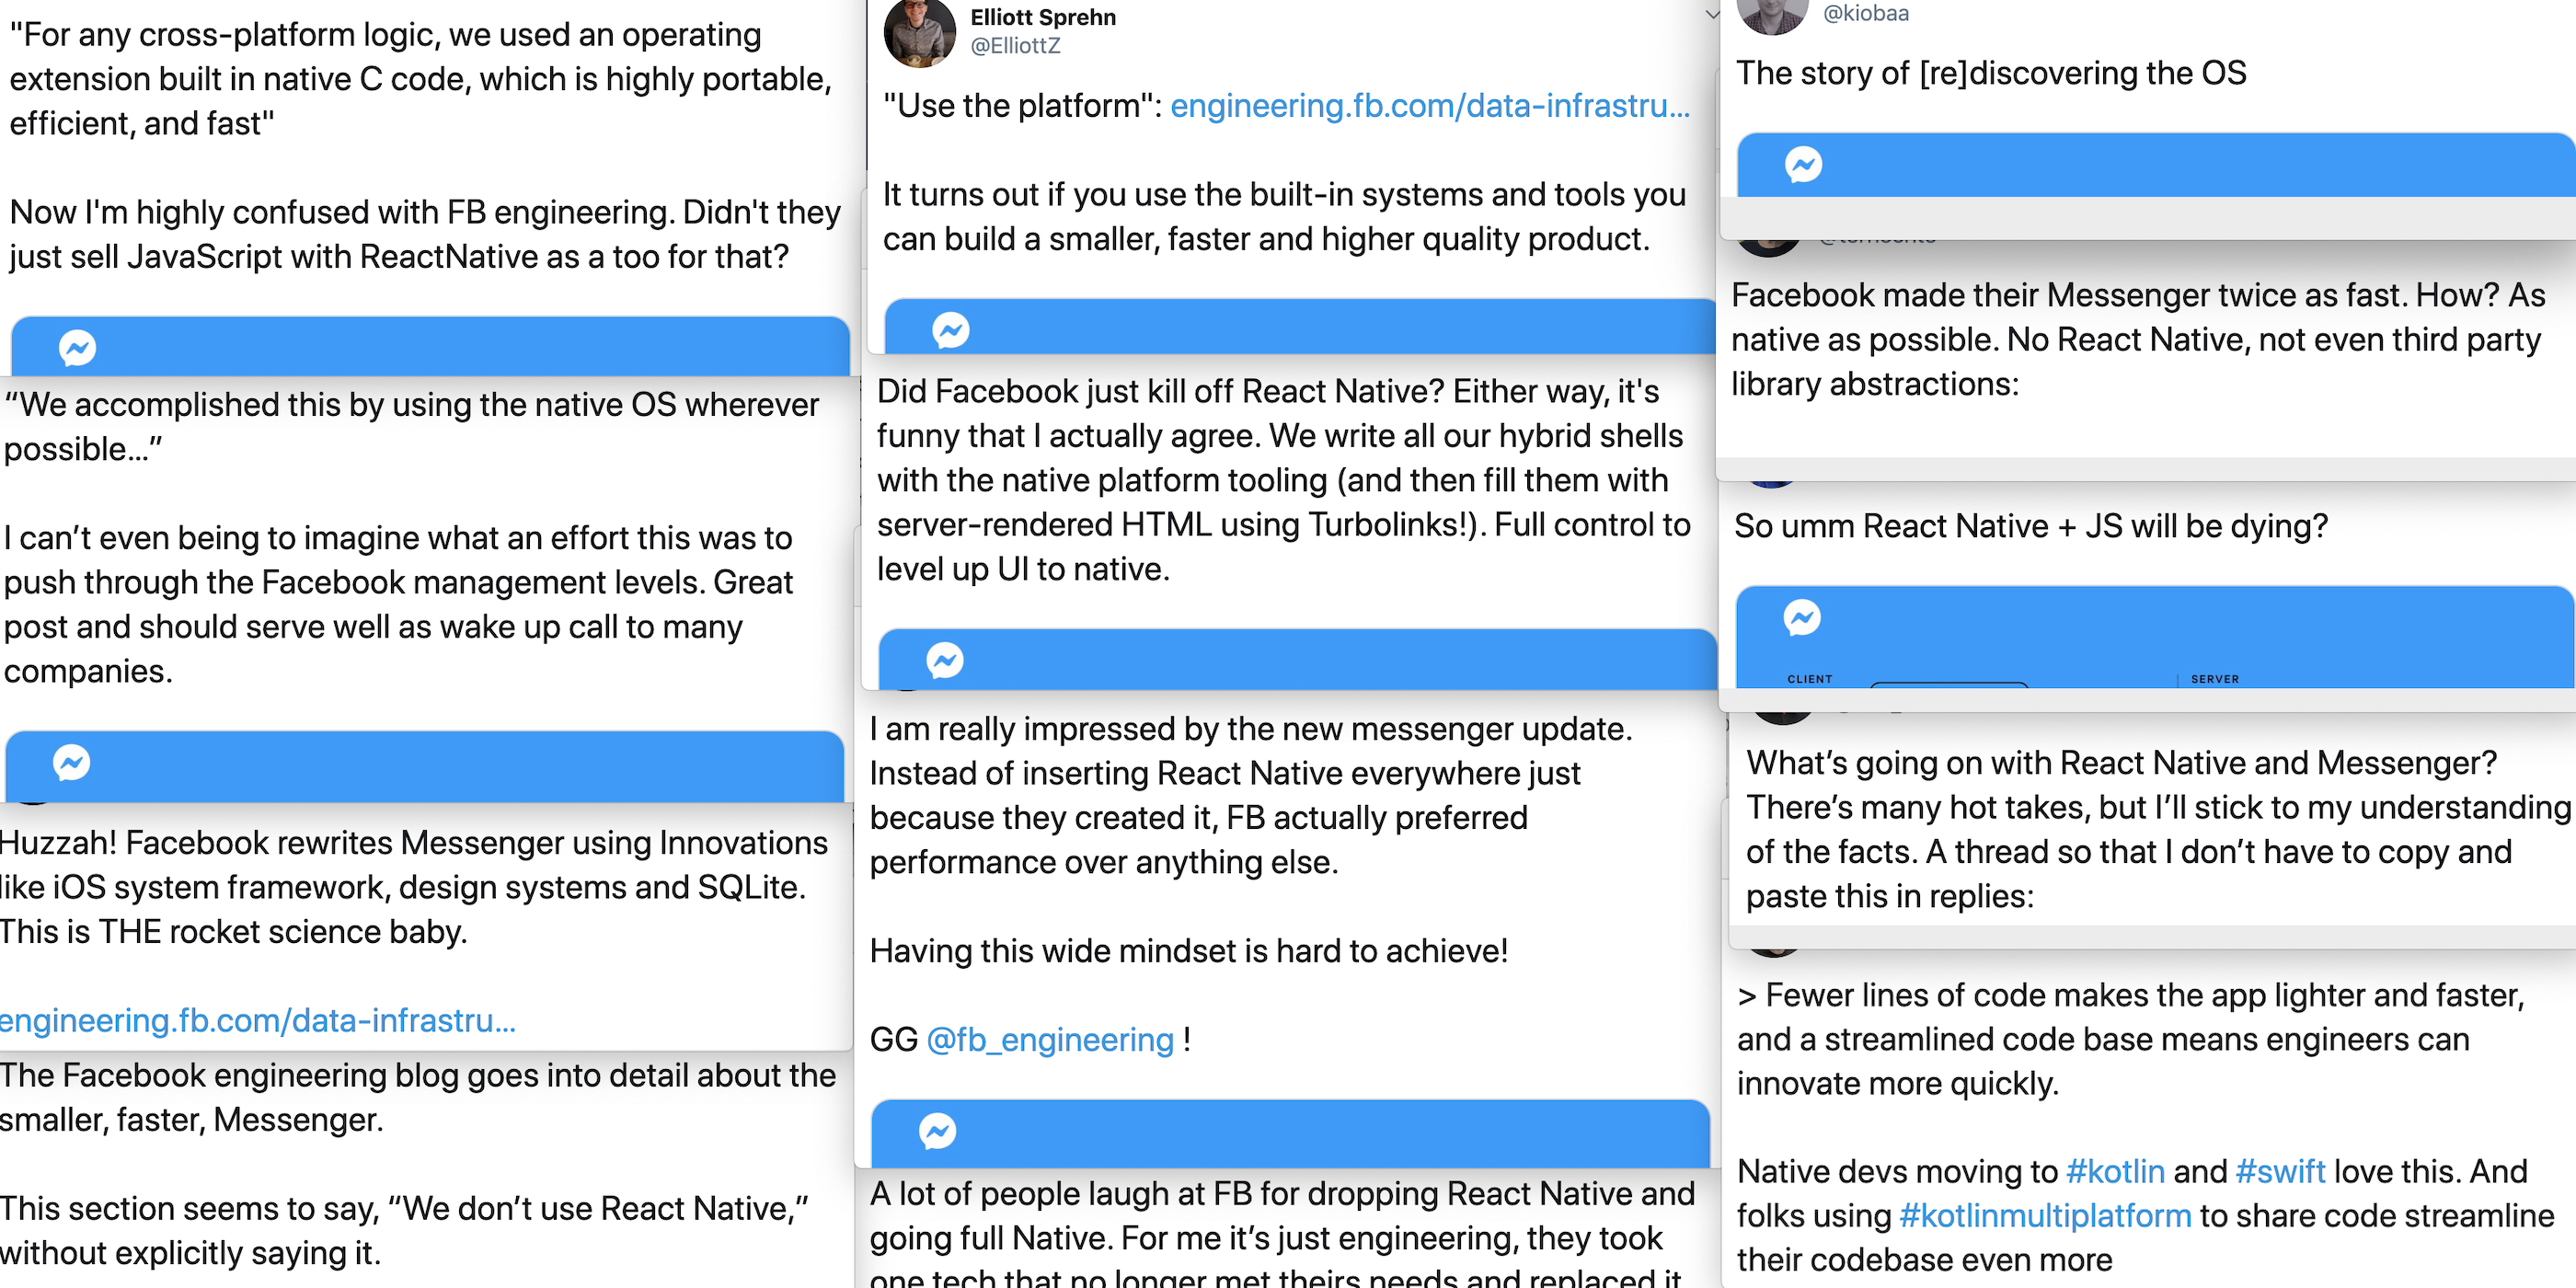 "For any cross-platform logic, we used an operating
extension built in native C code, which is highly portable,
efficient, and fast"
Now I'm highly confused with FB engineering. Didn't they
just sell JavaScript with ReactNative as a too for that?
“We accomplished this by using the native OS wherever
possible…”
I can’t even being to imagine what an effort this was to
push through the Facebook management levels. Great
post and should serve well as wake up call to many
companies.
Huzzah! Facebook rewrites Messenger using Innovations
like iOS system framework, design systems and SQLite.
This is THE rocket science baby.
engineering.fb.com/data-infrastru...
The Facebook engineering blog goes into detail about the
smaller, faster, Messenger.
This section seems to say, “We don’t use React Native,”
without explicitly saying it.
Elliott Sprehn
@ElliottZ
"Use the platform": engineering.fb.com/data-infrastru...
It turns out if you use the built-in systems and tools you
can build a smaller, faster and higher quality product.
Did Facebook just kill off React Native? Either way, it's
funny that I actually agree. We write all our hybrid shells
with the native platform tooling (and then fill them with
server-rendered HTML using Turbolinks!). Full control to
level up UI to native.
I am really impressed by the new messenger update.
Instead of inserting React Native everywhere just
because they created it, FB actually preferred
performance over anything else.
Having this wide mindset is hard to achieve!
GG @fb_engineering !
A lot of people laugh at FB for dropping React Native and
going full Native. For me it’s just engineering, they took
one tech that no longer met theirs needs and replaced it
@kiobaa
The story of [re]discovering the OS
Facebook made their Messenger twice as fast. How? As
native as possible. No React Native, not even third party
library abstractions:
So umm React Native + JS will be dying?
CLIENT
SERVER
What’s going on with React Native and Messenger?
There’s many hot takes, but I’ll stick to my understanding
of the facts. A thread so that I don’t have to copy and
paste this in replies:
> Fewer lines of code makes the app lighter and faster,
and a streamlined code base means engineers can
innovate more quickly.
Native devs moving to #kotlin and #swift love this. And
folks using #kotlinmultiplatform to share code streamline
their codebase even more